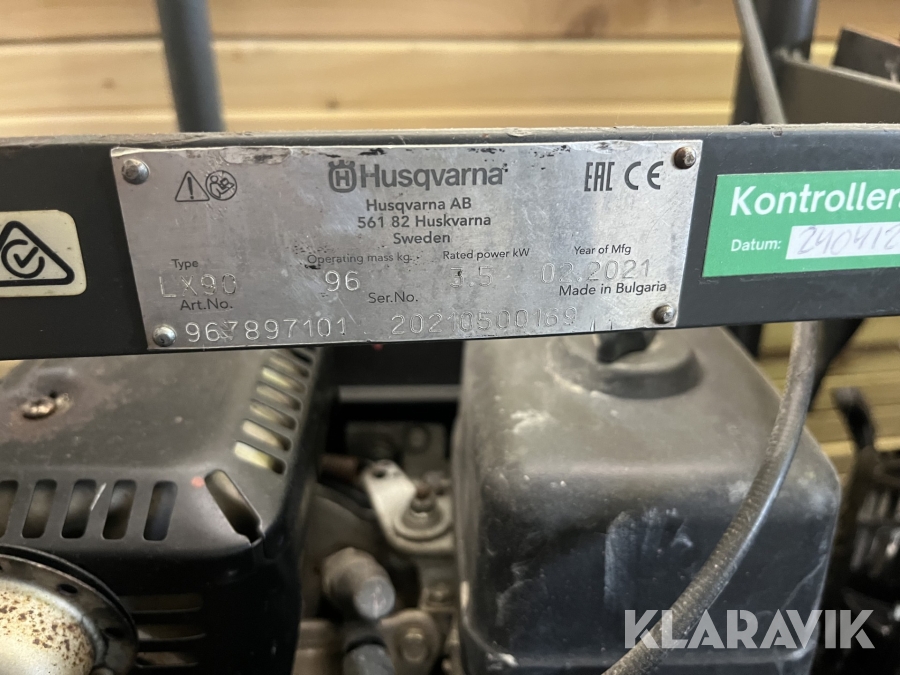 Husqvarna EAC CE
Husqvarna AB
561 82 Huskvarna
Sweden
Type Operating mass kg. Rated power kW Year of Mfg
LX90 96 3.5 02.2021
Art.No. Ser.No. Made in Bulgaria
967897101 20210500169
Kontroller
Datum: 240412
KLARAVIK